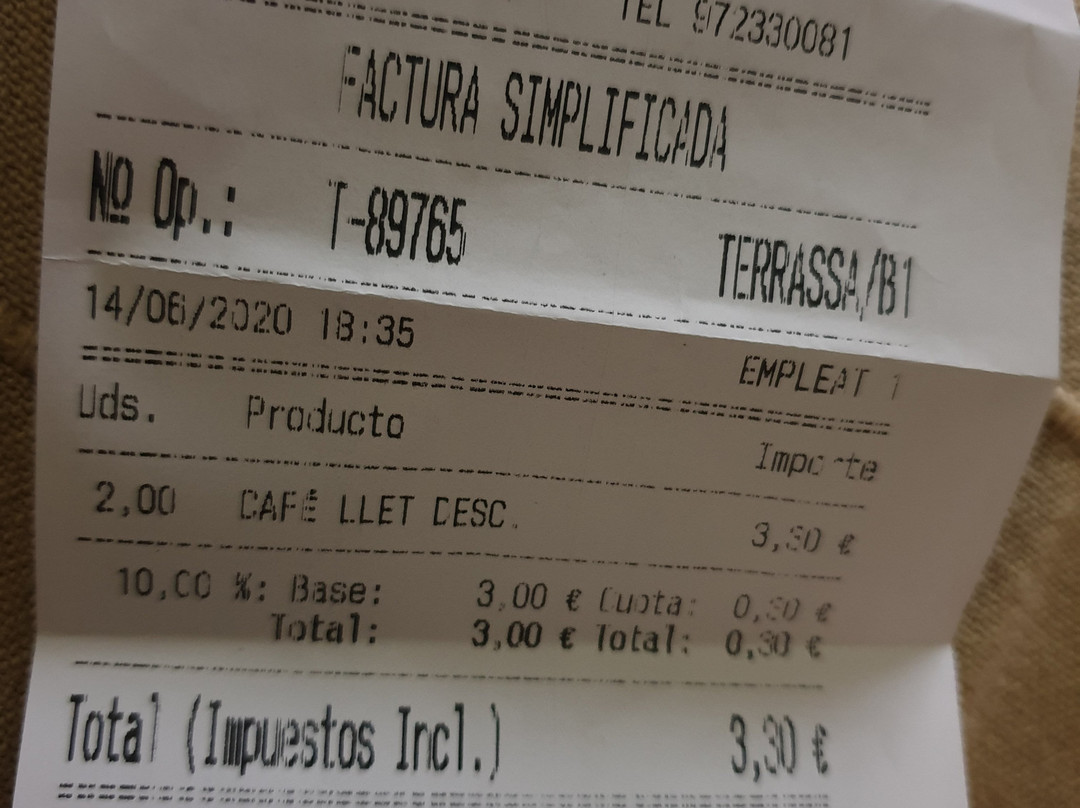 TEL 972330081
FACTURA SIMPLIFICADA
Nº Op.: T-89765 TERRASSA/B1
14/06/2020 18:35 EMPLEAT 1
Uds. Producto Importe
2,00 CAFÉ LLET DESC. 3,30 €
10,00 %: Base: 3,00 € Cuota: 0,30 €
Total: 3,00 € Total: 0,30 €
Total (Impuestos Incl.) 3,30 €